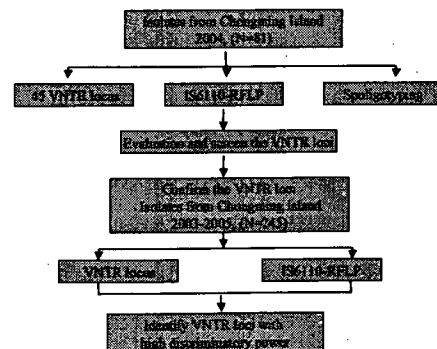 Isolates from Chongming Island
2004, (N=81)
45 VNTR locus
IS6110-RFLP
Spoligotyping
Evaluation and screen the VNTR loci
Confirm the VNTR loci
Isolates from Chongming Island
2003-2005, (N=243)
VNTR locus
IS6110-RFLP
Identify VNTR loci with
high discriminatory power